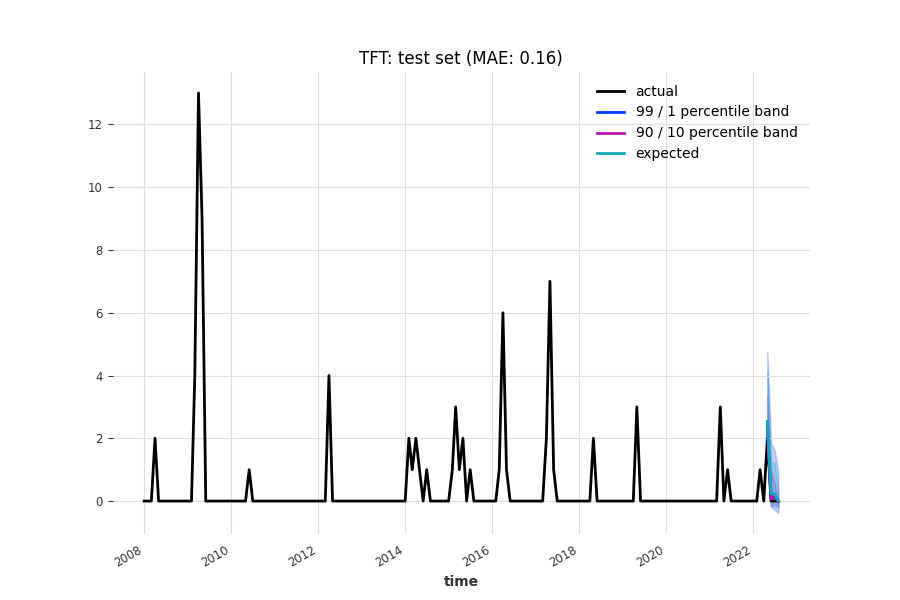 TFT: test set (MAE: 0.16)
actual
99 / 1 percentile band
90 / 10 percentile band
expected
12
10
8
6
4
2
0
2008
2010
2012
2014
2016
2018
2020
2022
time